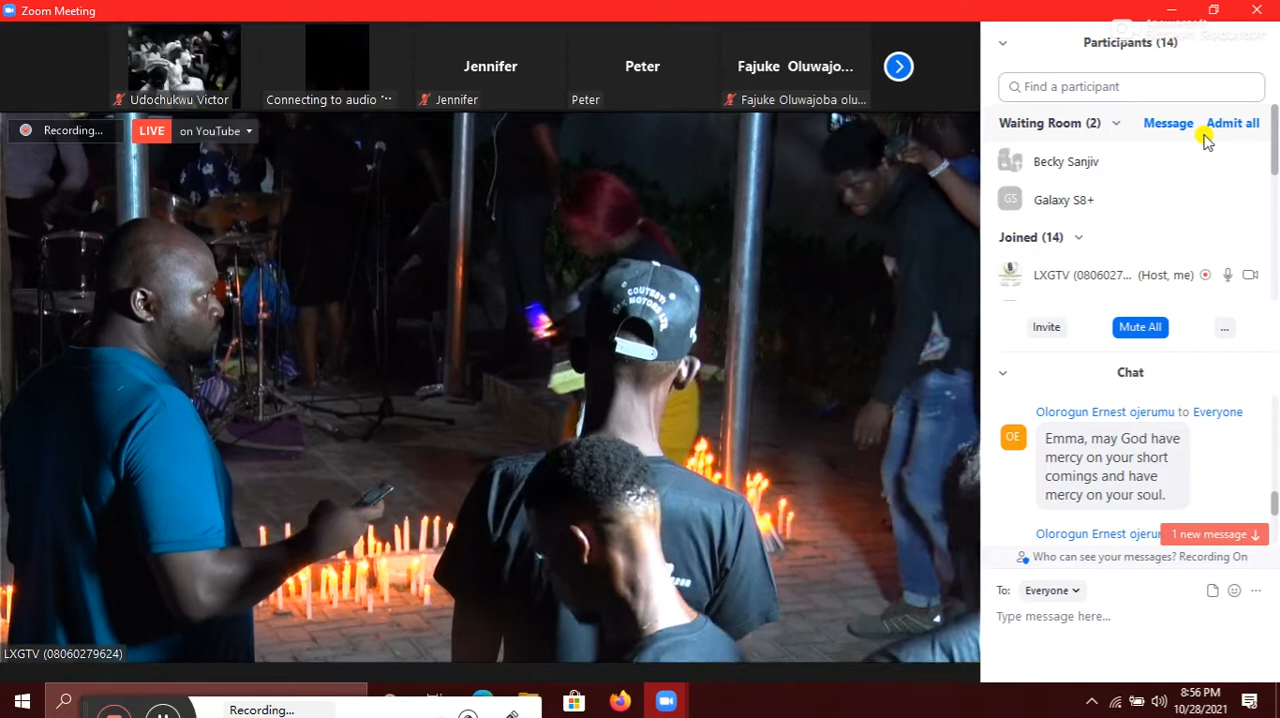 Zoom Meeting
Participants (14)
Udochukwu Victor
Connecting to audio ···
Jennifer
Jennifer
Peter
Peter
Fajuke Oluwajo...
Fajuke Oluwajoba olu...
Find a participant
Recording...
LIVE on YouTube
Waiting Room (2)
Message
Admit all
Becky Sanjiv
GS
Galaxy S8+
Joined (14)
LXGTV (0806027... (Host, me)
Invite
Mute All
...
Chat
Olorogun Ernest ojerumu to Everyone
OE
Emma, may God have
mercy on your short
comings and have
mercy on your soul.
Olorogun Ernest ojerur
1 new message
Who can see your messages? Recording On
To: Everyone
Type message here...
COUTESTI
MOTORS LTD
LXGTV (08060279624)
Recording...
8:56 PM
10/28/2021